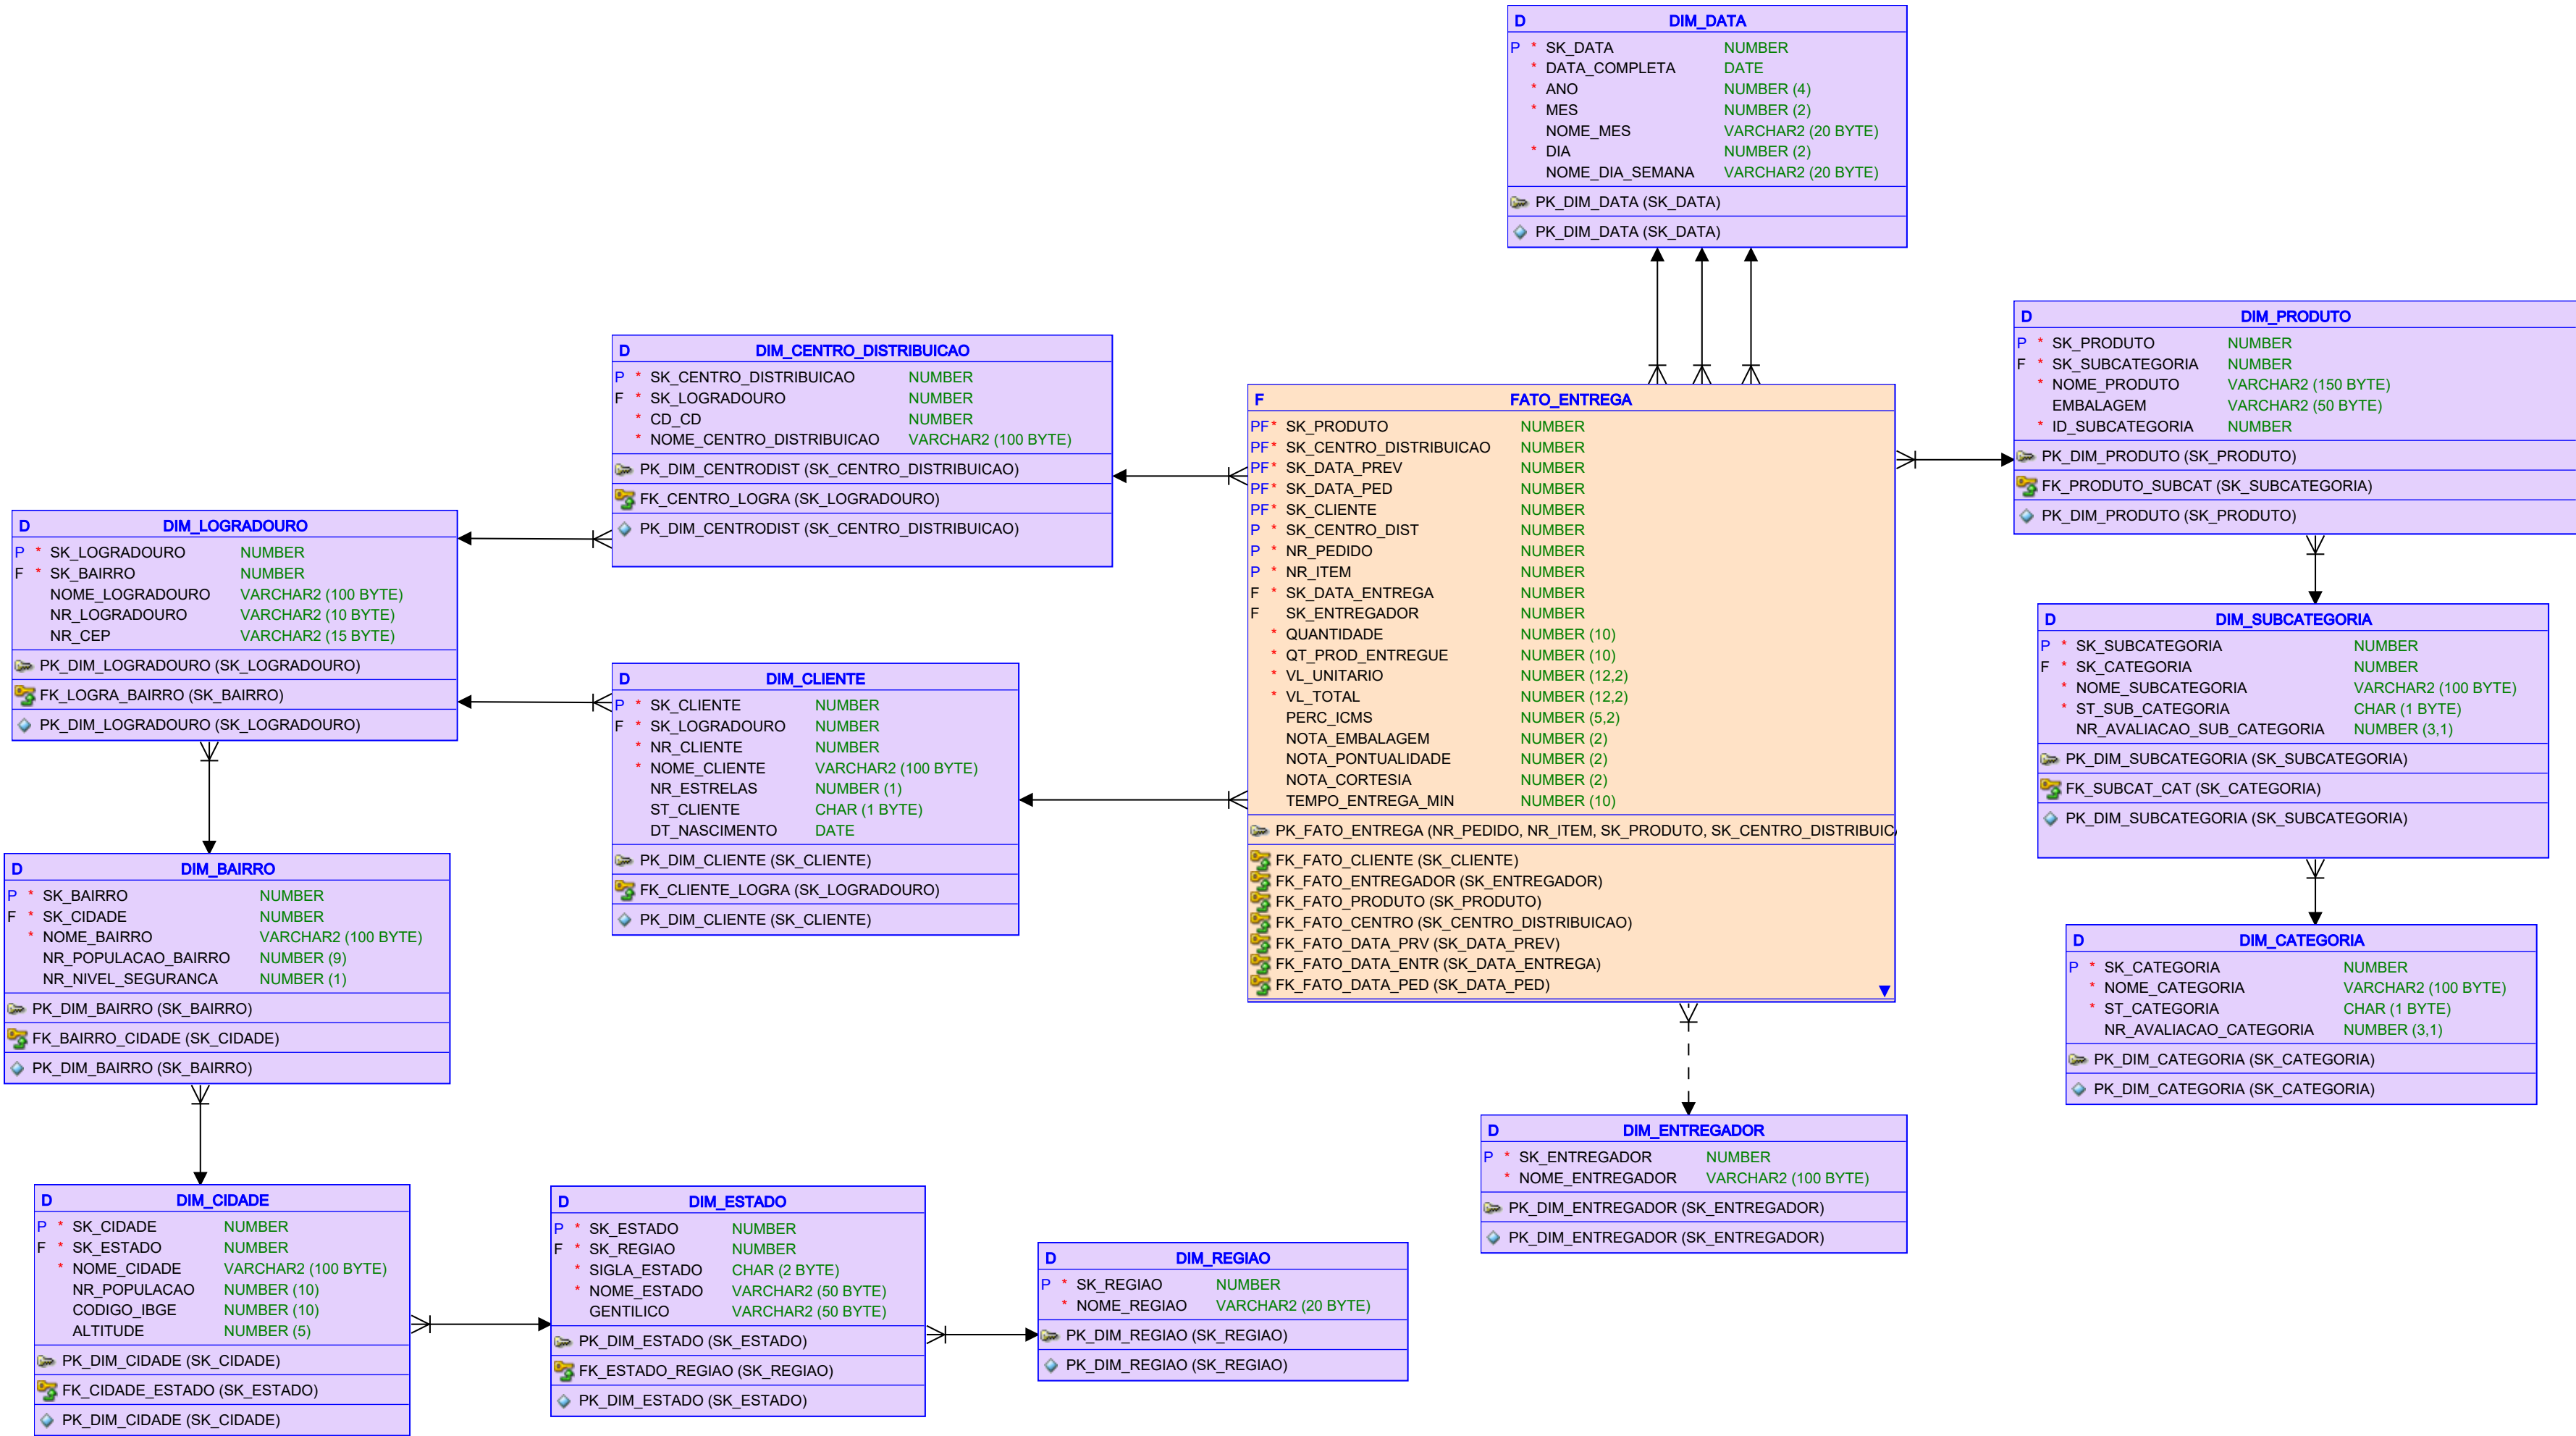 D DIM_DATA
P * SK_DATA NUMBER
* DATA_COMPLETA DATE
* ANO NUMBER (4)
* MES NUMBER (2)
NOME_MES VARCHAR2 (20 BYTE)
* DIA NUMBER (2)
NOME_DIA_SEMANA VARCHAR2 (20 BYTE)
PK_DIM_DATA (SK_DATA)
PK_DIM_DATA (SK_DATA)
D DIM_PRODUTO
P * SK_PRODUTO NUMBER
F * SK_SUBCATEGORIA NUMBER
* NOME_PRODUTO VARCHAR2 (150 BYTE)
EMBALAGEM VARCHAR2 (50 BYTE)
* ID_SUBCATEGORIA NUMBER
PK_DIM_PRODUTO (SK_PRODUTO)
FK_PRODUTO_SUBCAT (SK_SUBCATEGORIA)
PK_DIM_PRODUTO (SK_PRODUTO)
D DIM_CENTRO_DISTRIBUICAO
P * SK_CENTRO_DISTRIBUICAO NUMBER
F * SK_LOGRADOURO NUMBER
* CD_CD NUMBER
* NOME_CENTRO_DISTRIBUICAO VARCHAR2 (100 BYTE)
PK_DIM_CENTRODIST (SK_CENTRO_DISTRIBUICAO)
FK_CENTRO_LOGRA (SK_LOGRADOURO)
PK_DIM_CENTRODIST (SK_CENTRO_DISTRIBUICAO)
F FATO_ENTREGA
PF * SK_PRODUTO NUMBER
PF * SK_CENTRO_DISTRIBUICAO NUMBER
PF * SK_DATA_PREV NUMBER
PF * SK_DATA_PED NUMBER
PF * SK_CLIENTE NUMBER
P * SK_CENTRO_DIST NUMBER
P * NR_PEDIDO NUMBER
P * NR_ITEM NUMBER
F * SK_DATA_ENTREGA NUMBER
F SK_ENTREGADOR NUMBER
* QUANTIDADE NUMBER (10)
* QT_PROD_ENTREGUE NUMBER (10)
* VL_UNITARIO NUMBER (12,2)
* VL_TOTAL NUMBER (12,2)
PERC_ICMS NUMBER (5,2)
NOTA_EMBALAGEM NUMBER (2)
NOTA_PONTUALIDADE NUMBER (2)
NOTA_CORTESIA NUMBER (2)
TEMPO_ENTREGA_MIN NUMBER (10)
PK_FATO_ENTREGA (NR_PEDIDO, NR_ITEM, SK_PRODUTO, SK_CENTRO_DISTRIBUIC
FK_FATO_CLIENTE (SK_CLIENTE)
FK_FATO_ENTREGADOR (SK_ENTREGADOR)
FK_FATO_PRODUTO (SK_PRODUTO)
FK_FATO_CENTRO (SK_CENTRO_DISTRIBUICAO)
FK_FATO_DATA_PRV (SK_DATA_PREV)
FK_FATO_DATA_ENTR (SK_DATA_ENTREGA)
FK_FATO_DATA_PED (SK_DATA_PED)
D DIM_LOGRADOURO
P * SK_LOGRADOURO NUMBER
F * SK_BAIRRO NUMBER
NOME_LOGRADOURO VARCHAR2 (100 BYTE)
NR_LOGRADOURO VARCHAR2 (10 BYTE)
NR_CEP VARCHAR2 (15 BYTE)
PK_DIM_LOGRADOURO (SK_LOGRADOURO)
FK_LOGRA_BAIRRO (SK_BAIRRO)
PK_DIM_LOGRADOURO (SK_LOGRADOURO)
D DIM_CLIENTE
P * SK_CLIENTE NUMBER
F * SK_LOGRADOURO NUMBER
* NR_CLIENTE NUMBER
* NOME_CLIENTE VARCHAR2 (100 BYTE)
NR_ESTRELAS NUMBER (1)
ST_CLIENTE CHAR (1 BYTE)
DT_NASCIMENTO DATE
PK_DIM_CLIENTE (SK_CLIENTE)
FK_CLIENTE_LOGRA (SK_LOGRADOURO)
PK_DIM_CLIENTE (SK_CLIENTE)
D DIM_SUBCATEGORIA
P * SK_SUBCATEGORIA NUMBER
F * SK_CATEGORIA NUMBER
* NOME_SUBCATEGORIA VARCHAR2 (100 BYTE)
* ST_SUB_CATEGORIA CHAR (1 BYTE)
NR_AVALIACAO_SUB_CATEGORIA NUMBER (3,1)
PK_DIM_SUBCATEGORIA (SK_SUBCATEGORIA)
FK_SUBCAT_CAT (SK_CATEGORIA)
PK_DIM_SUBCATEGORIA (SK_SUBCATEGORIA)
D DIM_BAIRRO
P * SK_BAIRRO NUMBER
F * SK_CIDADE NUMBER
* NOME_BAIRRO VARCHAR2 (100 BYTE)
NR_POPULACAO_BAIRRO NUMBER (9)
NR_NIVEL_SEGURANCA NUMBER (1)
PK_DIM_BAIRRO (SK_BAIRRO)
FK_BAIRRO_CIDADE (SK_CIDADE)
PK_DIM_BAIRRO (SK_BAIRRO)
D DIM_CATEGORIA
P * SK_CATEGORIA NUMBER
* NOME_CATEGORIA VARCHAR2 (100 BYTE)
* ST_CATEGORIA CHAR (1 BYTE)
NR_AVALIACAO_CATEGORIA NUMBER (3,1)
PK_DIM_CATEGORIA (SK_CATEGORIA)
PK_DIM_CATEGORIA (SK_CATEGORIA)
D DIM_ENTREGADOR
P * SK_ENTREGADOR NUMBER
* NOME_ENTREGADOR VARCHAR2 (100 BYTE)
PK_DIM_ENTREGADOR (SK_ENTREGADOR)
PK_DIM_ENTREGADOR (SK_ENTREGADOR)
D DIM_CIDADE
P * SK_CIDADE NUMBER
F * SK_ESTADO NUMBER
* NOME_CIDADE VARCHAR2 (100 BYTE)
NR_POPULACAO NUMBER (10)
CODIGO_IBGE NUMBER (10)
ALTITUDE NUMBER (5)
PK_DIM_CIDADE (SK_CIDADE)
FK_CIDADE_ESTADO (SK_ESTADO)
PK_DIM_CIDADE (SK_CIDADE)
D DIM_ESTADO
P * SK_ESTADO NUMBER
F * SK_REGIAO NUMBER
* SIGLA_ESTADO CHAR (2 BYTE)
* NOME_ESTADO VARCHAR2 (50 BYTE)
GENTILICO VARCHAR2 (50 BYTE)
PK_DIM_ESTADO (SK_ESTADO)
FK_ESTADO_REGIAO (SK_REGIAO)
PK_DIM_ESTADO (SK_ESTADO)
D DIM_REGIAO
P * SK_REGIAO NUMBER
* NOME_REGIAO VARCHAR2 (20 BYTE)
PK_DIM_REGIAO (SK_REGIAO)
PK_DIM_REGIAO (SK_REGIAO)